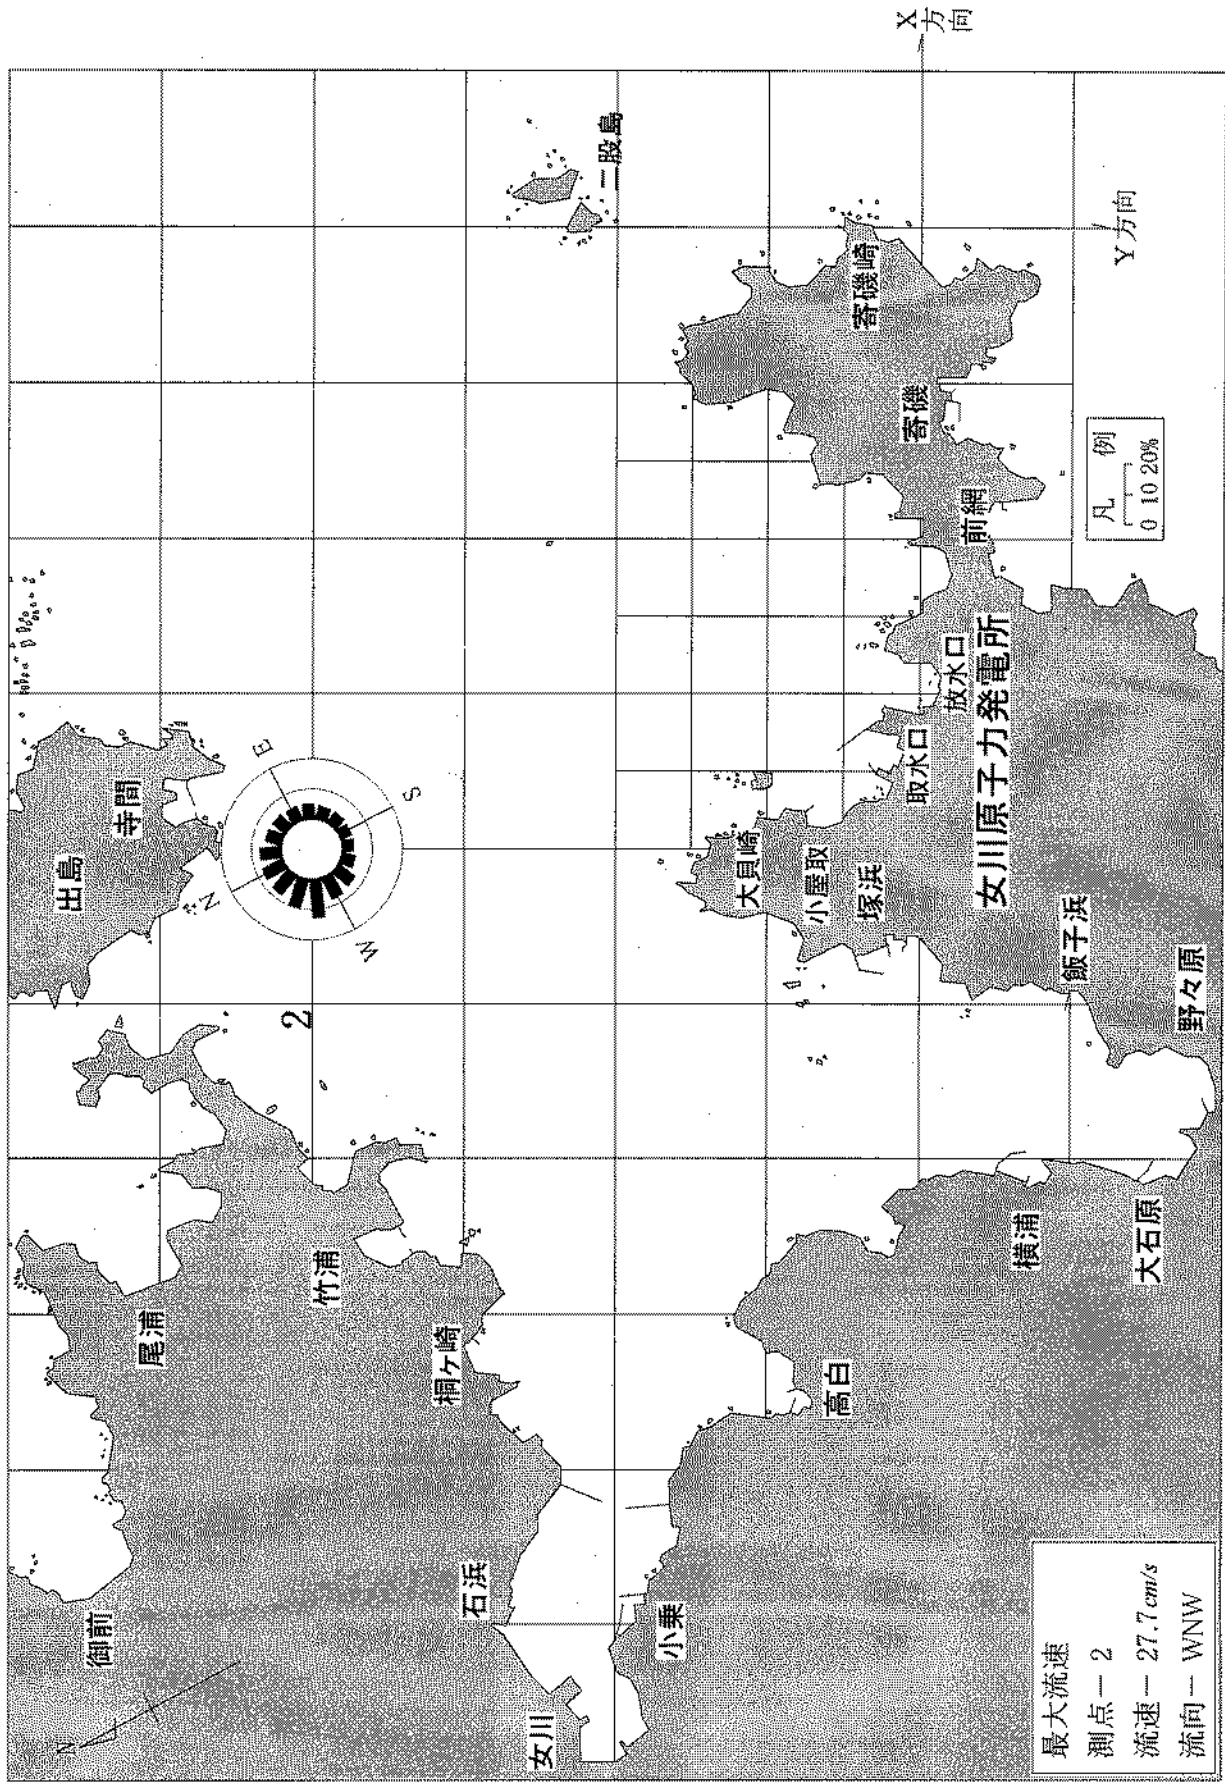 X方向
Y方向
二股島
寄磯崎
寄磯
前網
凡 例
0 10 20%
放水口
取水口
女川原子力発電所
大貝崎
小屋取
塚浜
飯子浜
野々原
出島
寺間
N
E
S
W
2
尾浦
竹浦
桐ヶ崎
横浦
大石原
高白
御前
石浜
小乗
女川
N
最大流速
測点－2
流速－27.7cm/s
流向－WNW